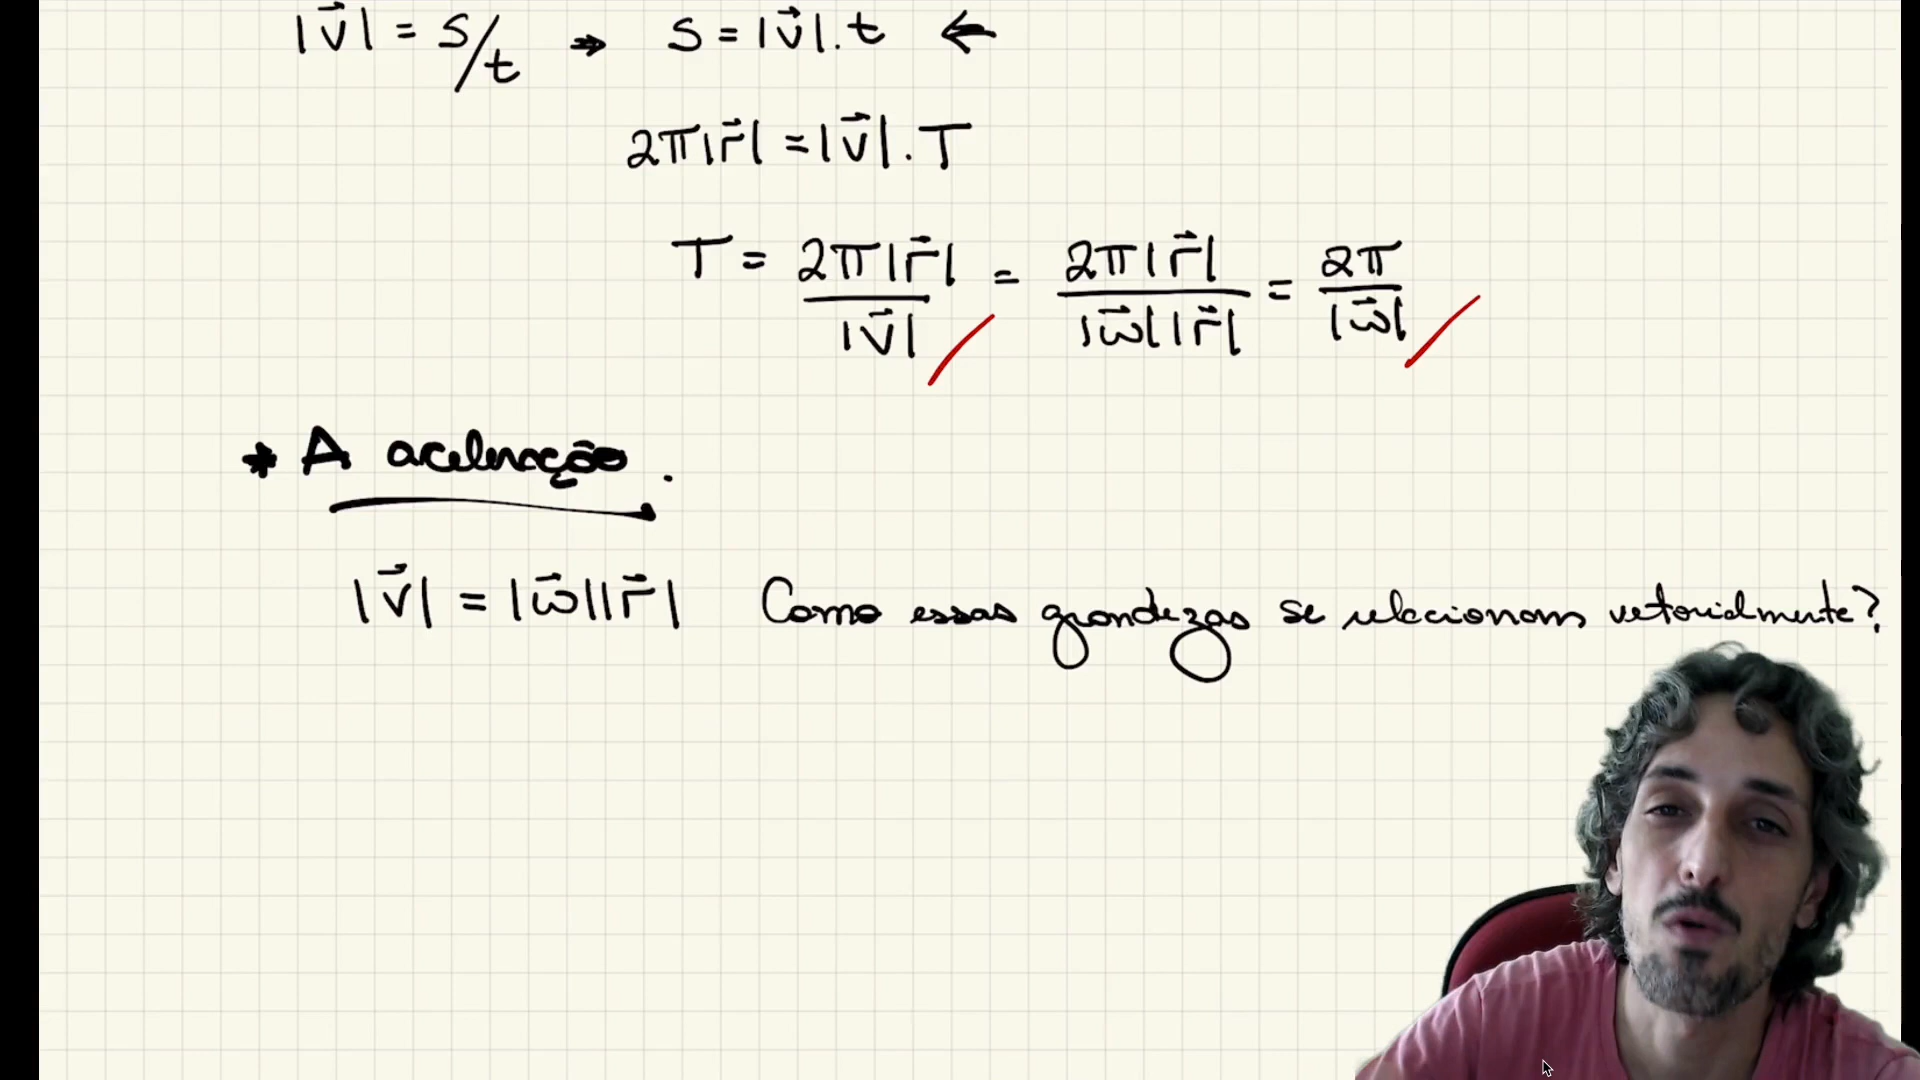 |v⃗| = s/t ⇒ s = |v⃗|.t ←
2π|r⃗| = |v⃗|.T
T = 2π|r⃗|/|v⃗| = 2π|r⃗|/|ω⃗||r⃗| = 2π/|ω⃗|
* A aceleração.
|v⃗| = |ω⃗||r⃗| Como essas grandezas se relacionam vetorialmente?